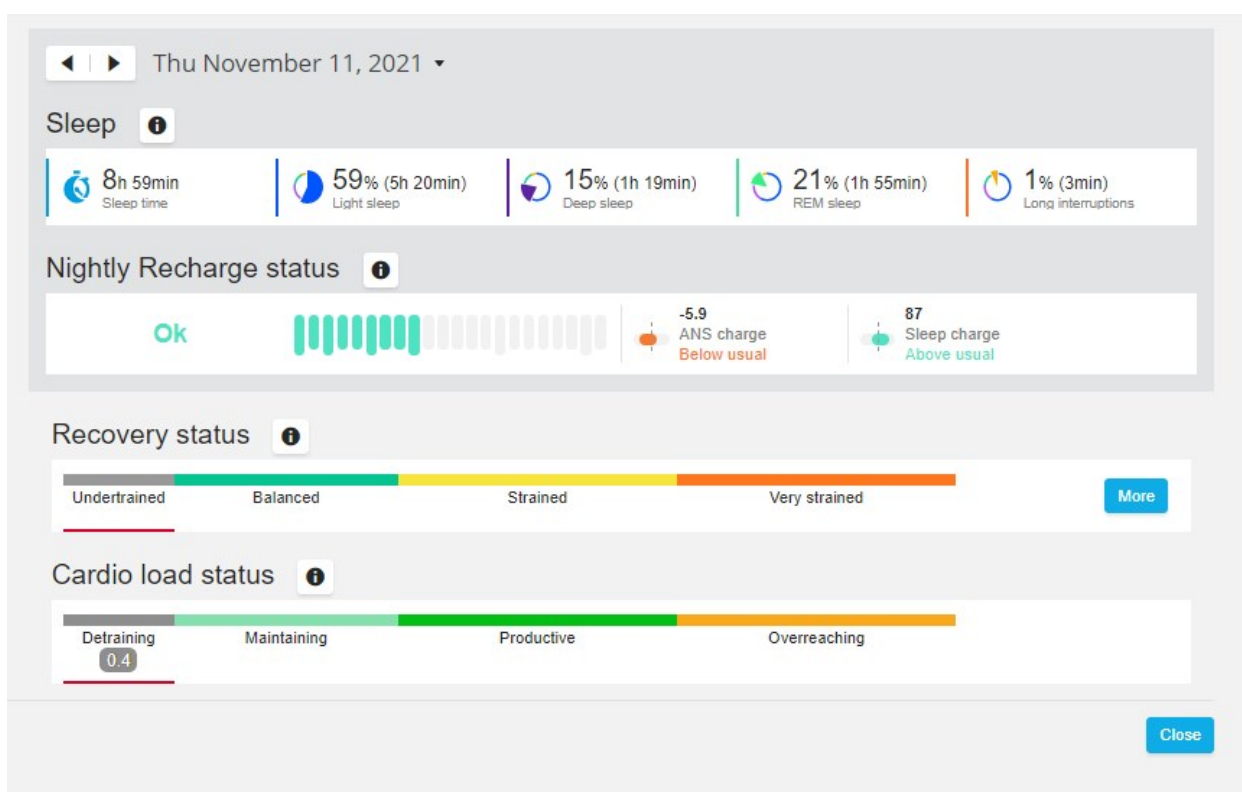 Thu November 11, 2021
Sleep
8h 59min
Sleep time
59% (5h 20min)
Light sleep
15% (1h 19min)
Deep sleep
21% (1h 55min)
REM sleep
1% (3min)
Long interruptions
Nightly Recharge status
Ok
-5.9
ANS charge
Below usual
87
Sleep charge
Above usual
Recovery status
Undertrained Balanced Strained Very strained
More
Cardio load status
Detraining Maintaining Productive Overreaching
0.4
Close